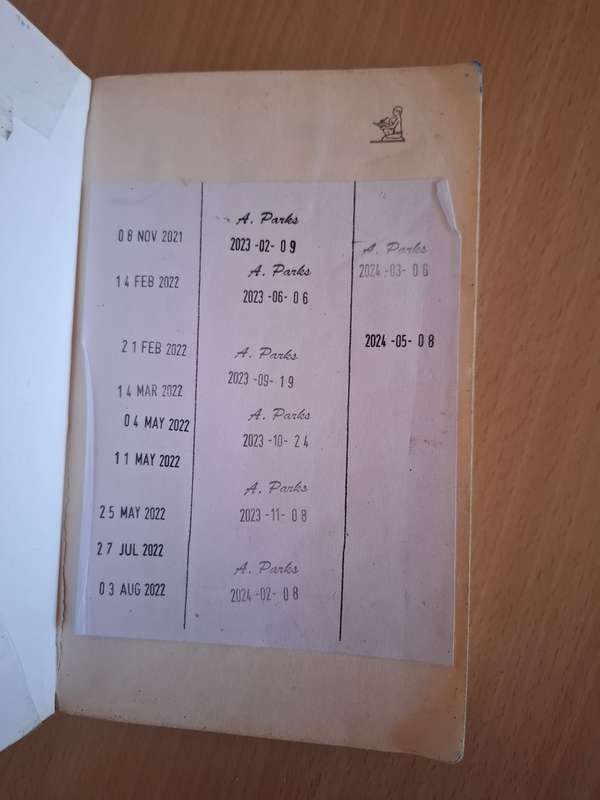 08 NOV 2021
14 FEB 2022
21 FEB 2022
14 MAR 2022
04 MAY 2022
11 MAY 2022
25 MAY 2022
27 JUL 2022
03 AUG 2022
A. Parks
2023-02-09
A. Parks
2023-06-06
A. Parks
2023-09-19
A. Parks
2023-10-24
A. Parks
2023-11-08
A. Parks
2024-02-08
A. Parks
2024-03-06
2024-05-08